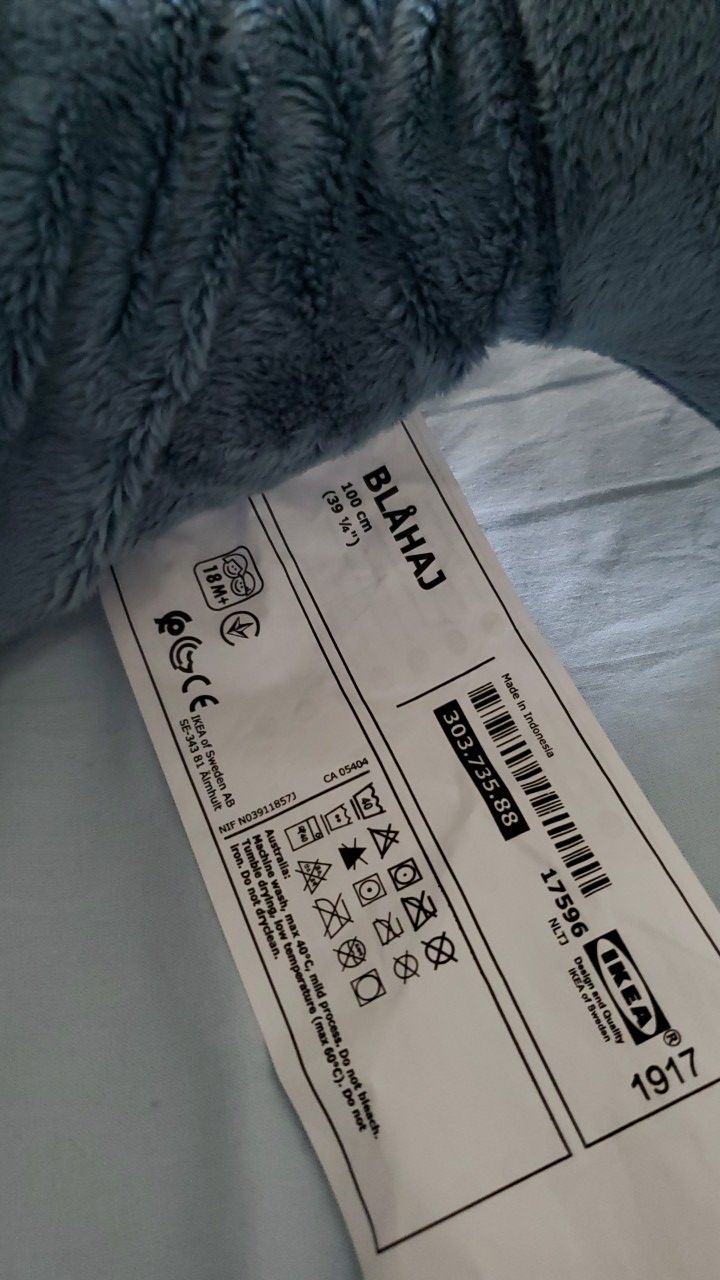 BLÅHAJ
100 cm
(39 ¼")
18M+
CE
IKEA of Sweden AB
SE-343 81 Älmhult
NIF N03911857J
CA 05404
40
Australia:
Machine wash, max 40°C, mild process. Do not bleach.
Tumble drying, low temperature (max 60°C). Do not
iron. Do not dryclean.
Made in Indonesia
303.735.88
17596
NLTJ
IKEA®
Design and Quality
IKEA of Sweden
1917